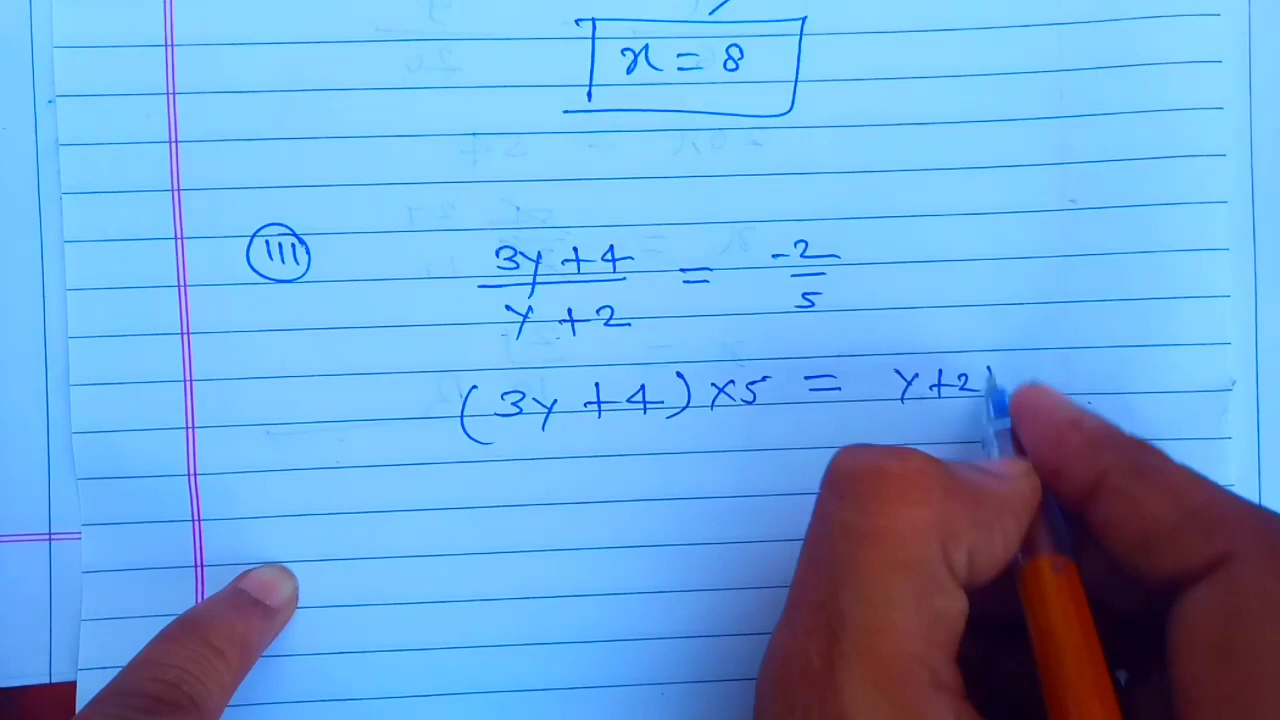 x = 8
(III) 3y + 4 / y + 2 = -2 / 5
(3y + 4) × 5 = y + 2